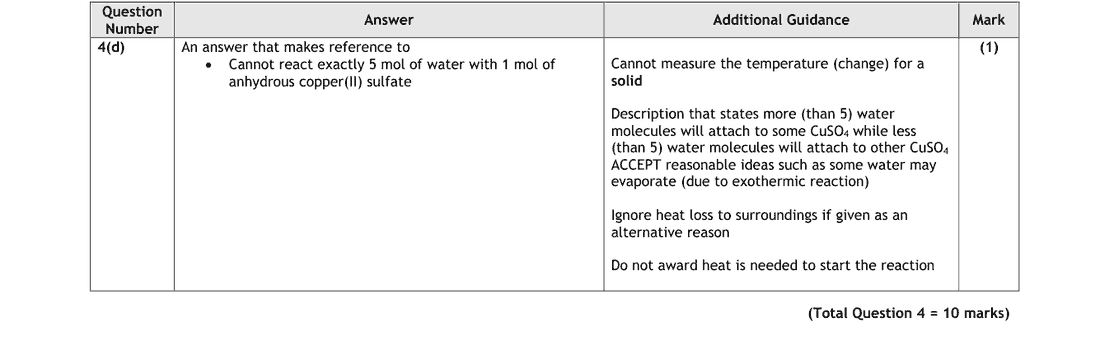 Question Number
Answer
Additional Guidance
Mark
4(d)
An answer that makes reference to
• Cannot react exactly 5 mol of water with 1 mol of
anhydrous copper(II) sulfate
Cannot measure the temperature (change) for a
solid
Description that states more (than 5) water
molecules will attach to some CuSO₄ while less
(than 5) water molecules will attach to other CuSO₄
ACCEPT reasonable ideas such as some water may
evaporate (due to exothermic reaction)
Ignore heat loss to surroundings if given as an
alternative reason
Do not award heat is needed to start the reaction
(1)
(Total Question 4 = 10 marks)